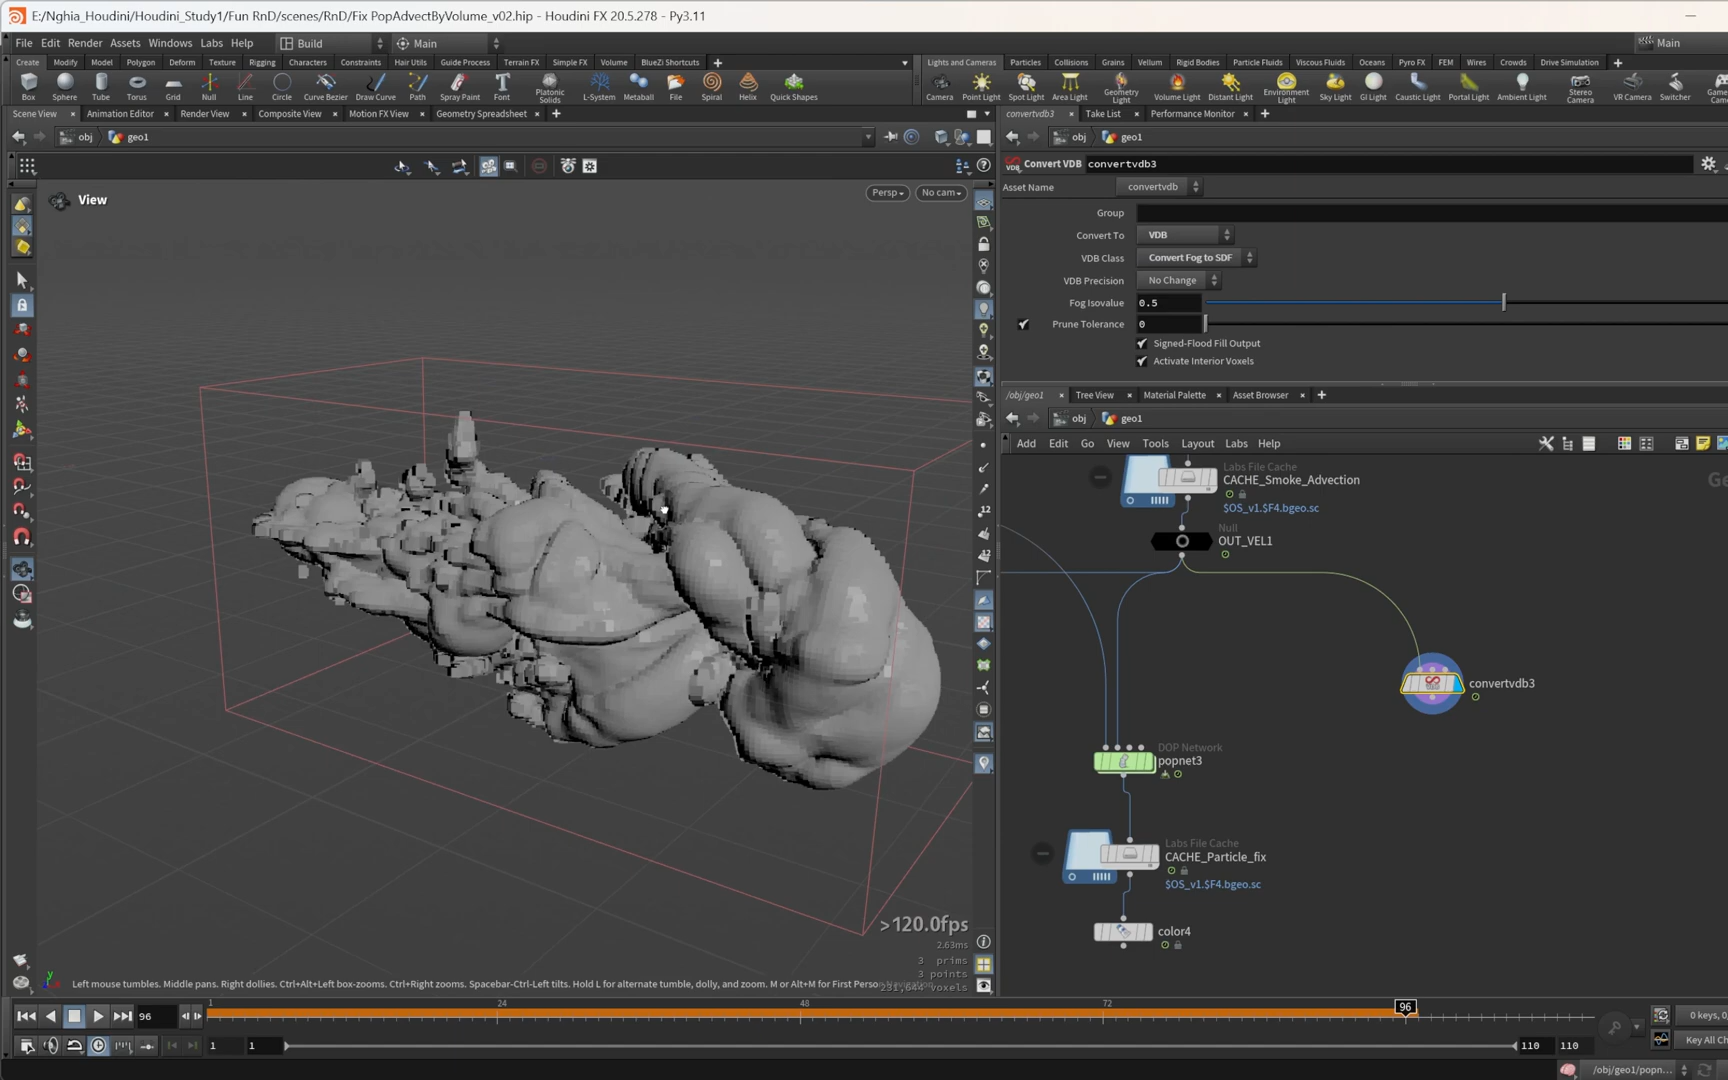 E:/Nghia_Houdini/Houdini_Study1/Fun RnD/scenes/RnD/Fix PopAdvectByVolume_v02.hip - Houdini FX 20.5.278 - Py3.11
File Edit Render Assets Windows Labs Help Build Main Main
Create Modify Model Polygon Deform Texture Rigging Characters Constraints Hair Utils Guide Process Terrain FX Simple FX Volume BlueZi Shortcuts
Lights and Cameras Particles Collisions Grains Vellum Rigid Bodies Particle Fluids Viscous Fluids Oceans Pyro FX FEM Wires Crowds Drive Simulation
Box Sphere Tube Torus Grid Null Line Circle Curve Bezier Draw Curve Path Spray Paint Font Platonic Solids L-System Metaball File Spiral Helix Quick Shapes
Camera Point Light Spot Light Area Light Geometry Light Volume Light Distant Light Environment Light Sky Light GI Light Caustic Light Portal Light Ambient Light Stereo Camera VR Camera Switcher
Scene View Animation Editor Render View Composite View Motion FX View Geometry Spreadsheet
convertvdb3 Take List Performance Monitor
obj geo1
obj geo1
Convert VDB convertvdb3
Asset Name convertvdb
Group
Convert To VDB
VDB Class Convert Fog to SDF
VDB Precision No Change
Fog Isovalue 0.5
Prune Tolerance 0
Signed-Flood Fill Output
Activate Interior Voxels
View
Persp
No cam
/obj/geo1 Tree View Material Palette Asset Browser
obj geo1
Add Edit Go View Tools Layout Labs Help
Labs File Cache
CACHE_Smoke_Advection
$OS_v1.$F4.bgeo.sc
Null
OUT_VEL1
convertvdb3
DOP Network
popnet3
Labs File Cache
CACHE_Particle_fix
$OS_v1.$F4.bgeo.sc
color4
>120.0fps
2.63ms
3 prims
3 points
voxels
Left mouse tumbles. Middle pans. Right dollies. Ctrl+Alt+Left box-zooms. Ctrl+Right zooms. Spacebar-Ctrl-Left tilts. Hold L for alternate tumble, dolly, and zoom. M or Alt+M for First Perso
96
1 24 48 72 96
0 keys, 0
1 1 110 110
Key All Ch
/obj/geo1/popn...